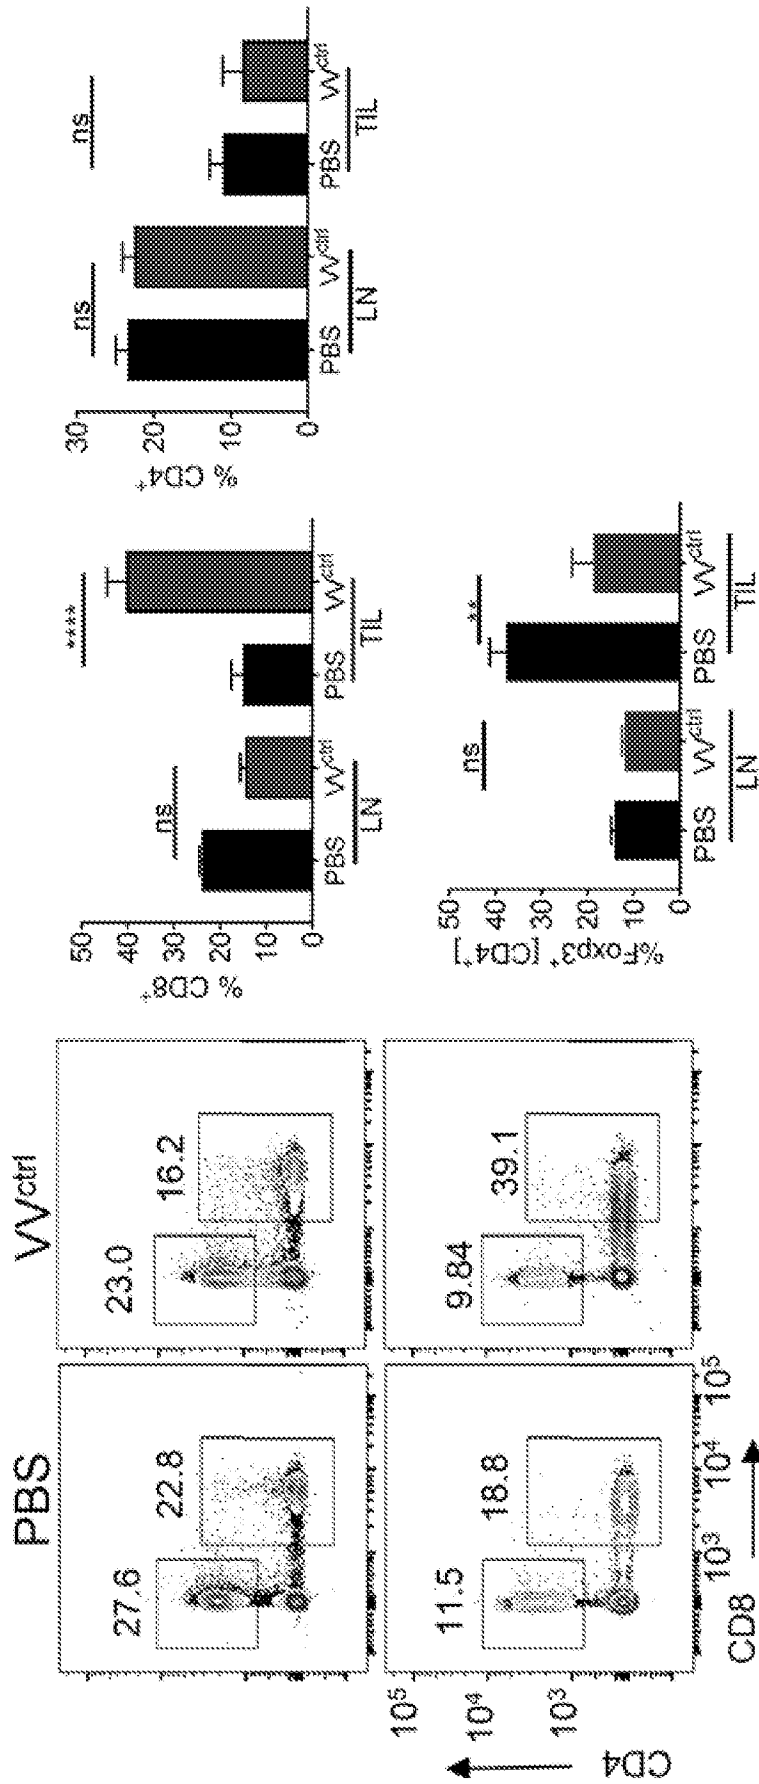 PBS
VV^ctrl
27.6
22.8
23.0
16.2
11.5
18.8
9.84
39.1
10^5
10^4
10^3
CD4
10^3
10^4
10^5
CD8
% CD8^+
50
40
30
20
10
0
ns
****
PBS
VV^ctrl
PBS
VV^ctrl
LN
TIL
% CD4^+
30
20
10
0
ns
ns
PBS
VV^ctrl
PBS
VV^ctrl
LN
TIL
%Foxp3^+ [CD4^+]
50
40
30
20
10
0
ns
**
PBS
VV^ctrl
PBS
VV^ctrl
LN
TIL